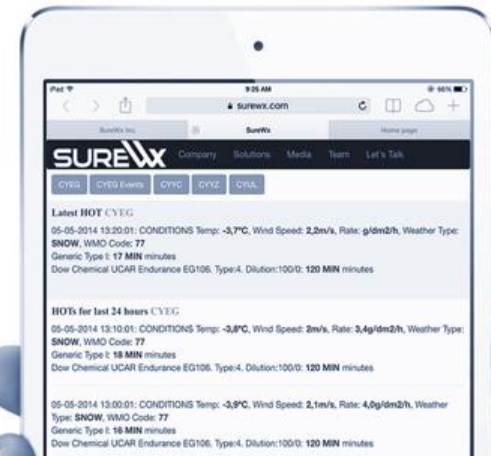 iPad
9:25 AM
surewx.com
SureWx Inc.
SureWx
Home page
SUREWX Company Solutions Media Team Let's Talk
CYEG CYEG Events CYYC CYYZ CYUL
Latest HOT CYEG
05-05-2014 13:20:01: CONDITIONS Temp: -3,7ºC, Wind Speed: 2,2m/s, Rate: g/dm2/h, Weather Type:
SNOW, WMO Code: 77
Generic Type I: 17 MIN minutes
Dow Chemical UCAR Endurance EG106. Type:4. Dilution:100/0: 120 MIN minutes
HOTs for last 24 hours CYEG
05-05-2014 13:10:01: CONDITIONS Temp: -3,8ºC, Wind Speed: 2m/s, Rate: 3,4g/dm2/h, Weather Type:
SNOW, WMO Code: 77
Generic Type I: 18 MIN minutes
Dow Chemical UCAR Endurance EG106. Type:4. Dilution:100/0: 120 MIN minutes
05-05-2014 13:00:01: CONDITIONS Temp: -3,9ºC, Wind Speed: 2,1m/s, Rate: 4,0g/dm2/h, Weather
Type: SNOW, WMO Code: 77
Generic Type I: 16 MIN minutes
Dow Chemical UCAR Endurance EG106. Type:4. Dilution:100/0: 120 MIN minutes